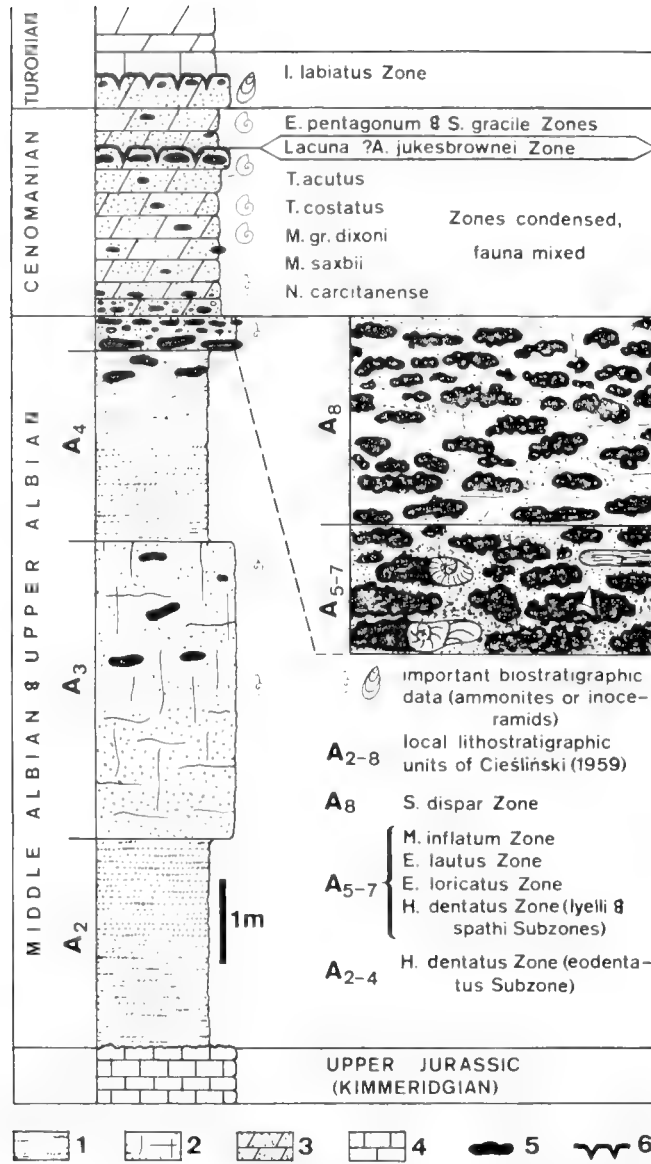 TURONIAN
I. labiatus Zone
CENOMANIAN
E. pentagonum & S. gracile Zones
Lacuna ?A. jukesbrownei Zone
T. acutus
T. costatus
M. gr. dixoni
M. saxbii
N. carcitanense
Zones condensed,
fauna mixed
MIDDLE ALBIAN & UPPER ALBIAN
A4
A3
A2
1m
A8
A5-7
important biostratigraphic
data (ammonites or inoce-
ramids)
A2-8 local lithostratigraphic
units of Cieśliński (1959)
A8 S. dispar Zone
A5-7 M. inflatum Zone
E. lautus Zone
E. loricatus Zone
H. dentatus Zone (lyelli &
spathi Subzones)
A2-4 H. dentatus Zone (eodenta-
tus Subzone)
UPPER JURASSIC
(KIMMERIDGIAN)
1 2 3 4 5 6